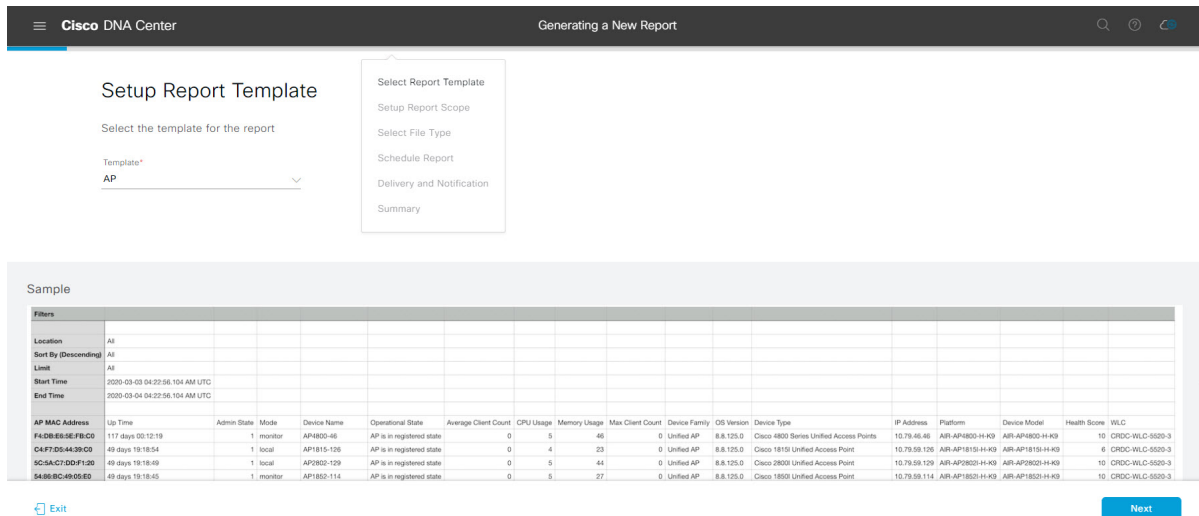 Cisco DNA Center
Generating a New Report
Setup Report Template
Select the template for the report
Template*
AP
Select Report Template
Setup Report Scope
Select File Type
Schedule Report
Delivery and Notification
Summary
Sample
Filters
Location All
Sort By (Descending) All
Limit All
Start Time 2020-03-03 04:22:56.104 AM UTC
End Time 2020-03-04 04:22:56.104 AM UTC
AP MAC Address Up Time Admin State Mode Device Name Operational State Average Client Count CPU Usage Memory Usage Max Client Count Device Family OS Version Device Type IP Address Platform Device Model Health Score WLC
F4:DB:E6:5E:FB:C0 117 days 00:12:19 1 monitor AP4800-46 AP is in registered state 0 5 46 0 Unified AP 8.8.125.0 Cisco 4800 Series Unified Access Points 10.79.46.46 AIR-AP4800-H-K9 AIR-AP4800-H-K9 10 CRDC-WLC-5520-3
C4:F7:D5:44:39:C0 49 days 19:18:54 1 local AP1815-126 AP is in registered state 0 4 23 0 Unified AP 8.8.125.0 Cisco 1815I Unified Access Point 10.79.59.126 AIR-AP1815I-H-K9 AIR-AP1815I-H-K9 6 CRDC-WLC-5520-3
5C:5A:C7:DD:F1:20 49 days 19:18:49 1 local AP2802-129 AP is in registered state 0 5 44 0 Unified AP 8.8.125.0 Cisco 2800I Unified Access Point 10.79.59.129 AIR-AP2802I-H-K9 AIR-AP2802I-H-K9 10 CRDC-WLC-5520-3
54:86:BC:49:05:E0 49 days 19:18:45 1 monitor AP1852-114 AP is in registered state 0 5 27 0 Unified AP 8.8.125.0 Cisco 1850I Unified Access Point 10.79.59.114 AIR-AP1852I-H-K9 AIR-AP1852I-H-K9 10 CRDC-WLC-5520-3
Exit
Next